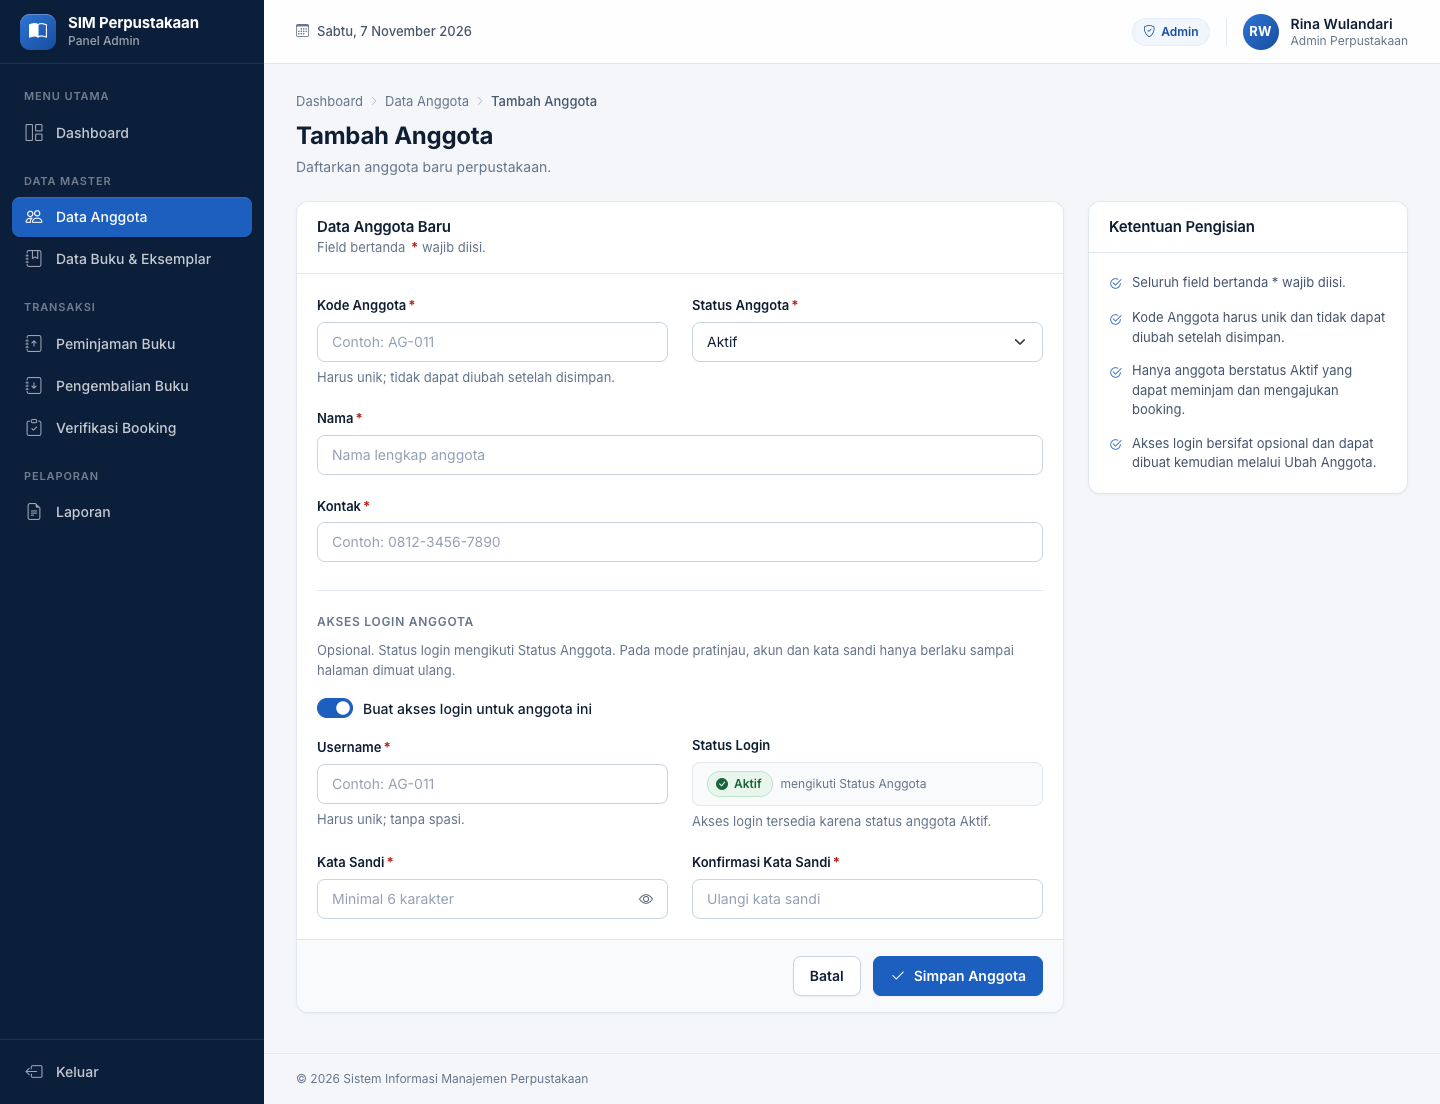 SIM Perpustakaan
Panel Admin
MENU UTAMA
Dashboard
DATA MASTER
Data Anggota
Data Buku & Eksemplar
TRANSAKSI
Peminjaman Buku
Pengembalian Buku
Verifikasi Booking
PELAPORAN
Laporan
Keluar
Sabtu, 7 November 2026
Admin
RW
Rina Wulandari
Admin Perpustakaan
Dashboard > Data Anggota > Tambah Anggota
Tambah Anggota
Daftarkan anggota baru perpustakaan.
Data Anggota Baru
Field bertanda * wajib diisi.
Kode Anggota *
Contoh: AG-011
Harus unik; tidak dapat diubah setelah disimpan.
Status Anggota *
Aktif
Nama *
Nama lengkap anggota
Kontak *
Contoh: 0812-3456-7890
AKSES LOGIN ANGGOTA
Opsional. Status login mengikuti Status Anggota. Pada mode pratinjau, akun dan kata sandi hanya berlaku sampai
halaman dimuat ulang.
Buat akses login untuk anggota ini
Username *
Contoh: AG-011
Harus unik; tanpa spasi.
Status Login
Aktif mengikuti Status Anggota
Akses login tersedia karena status anggota Aktif.
Kata Sandi *
Minimal 6 karakter
Konfirmasi Kata Sandi *
Ulangi kata sandi
Batal
Simpan Anggota
Ketentuan Pengisian
Seluruh field bertanda * wajib diisi.
Kode Anggota harus unik dan tidak dapat
diubah setelah disimpan.
Hanya anggota berstatus Aktif yang
dapat meminjam dan mengajukan
booking.
Akses login bersifat opsional dan dapat
dibuat kemudian melalui Ubah Anggota.
© 2026 Sistem Informasi Manajemen Perpustakaan